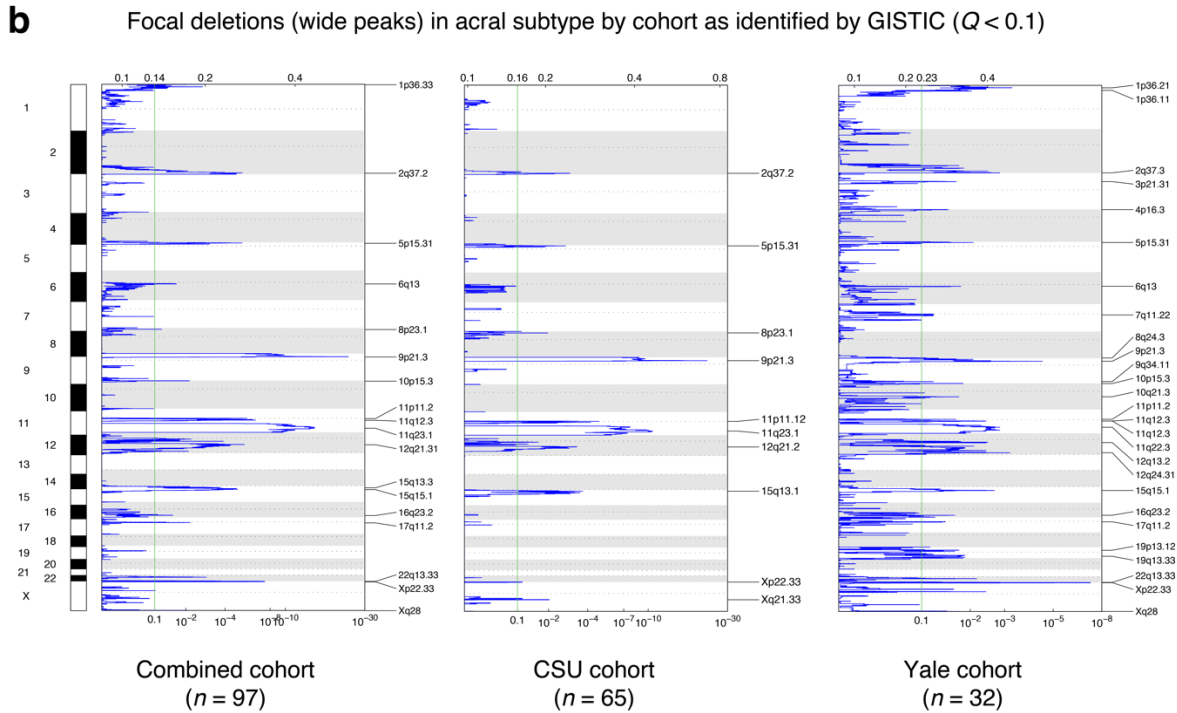 b
Focal deletions (wide peaks) in acral subtype by cohort as identified by GISTIC (Q < 0.1)
1
2
3
4
5
6
7
8
9
10
11
12
13
14
15
16
17
18
19
20
21
22
X
0.1 0.14 0.2 0.4
1p36.33
2q37.2
5p15.31
6q13
8p23.1
9p21.3
10p15.3
11p11.2
11q12.3
11q23.1
12q21.31
15q13.3
15q15.1
16q23.2
17q11.2
22q13.33
Xp22.33
Xq28
0.1 10−2 10−4 10−8 10−10 10−30
Combined cohort
(n = 97)
0.1 0.16 0.2 0.4 0.8
2q37.2
5p15.31
8p23.1
9p21.3
11p11.12
11q23.1
12q21.2
15q13.1
Xp22.33
Xq21.33
0.1 10−2 10−4 10−7 10−10 10−30
CSU cohort
(n = 65)
0.1 0.2 0.23 0.4
1p36.21
1p36.11
2q37.3
3p21.31
4p16.3
5p15.31
6q13
7q11.22
8q24.3
9p21.3
9q34.11
10p15.3
10q21.3
11p11.2
11q12.3
11q12.3
11q22.3
12q13.2
12q24.31
15q15.1
16q23.2
17q11.2
19p13.12
19q13.33
22q13.33
Xp22.33
Xq28
0.1 10−2 10−3 10−5 10−8
Yale cohort
(n = 32)